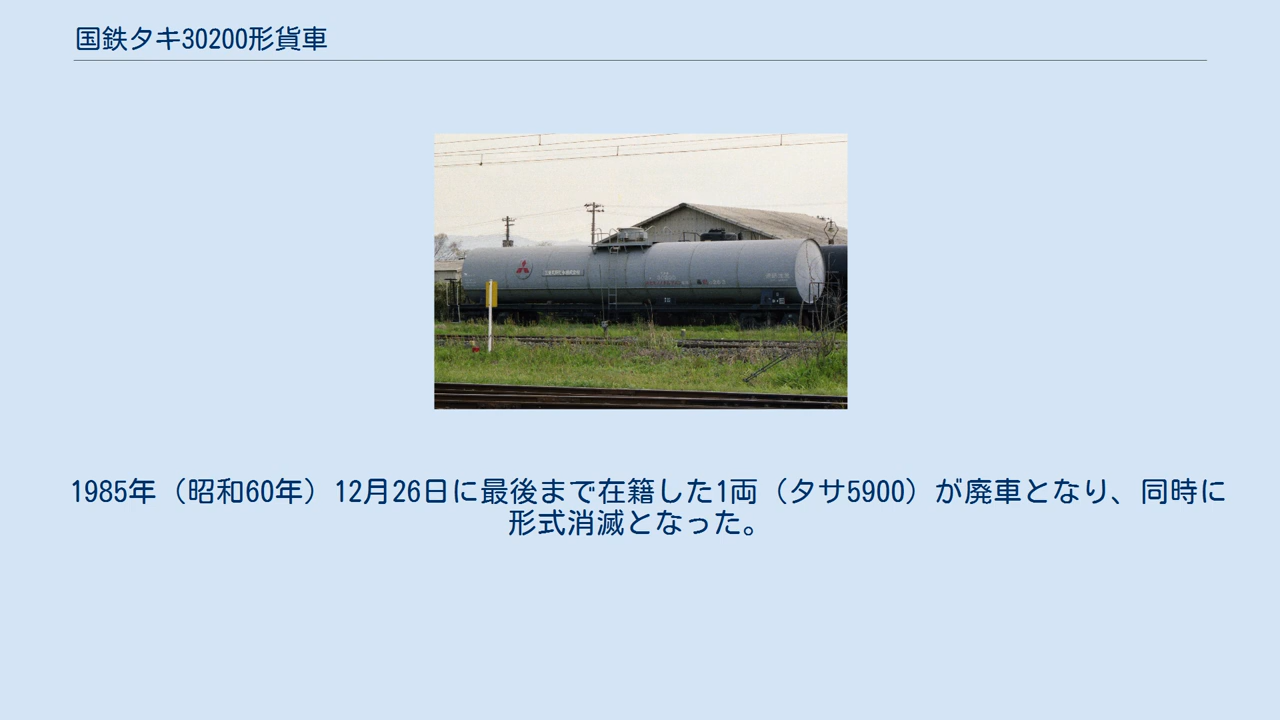 国鉄タキ30200形貨車
1985年（昭和60年）12月26日に最後まで在籍した1両（タサ5900）が廃車となり、同時に
形式消滅となった。